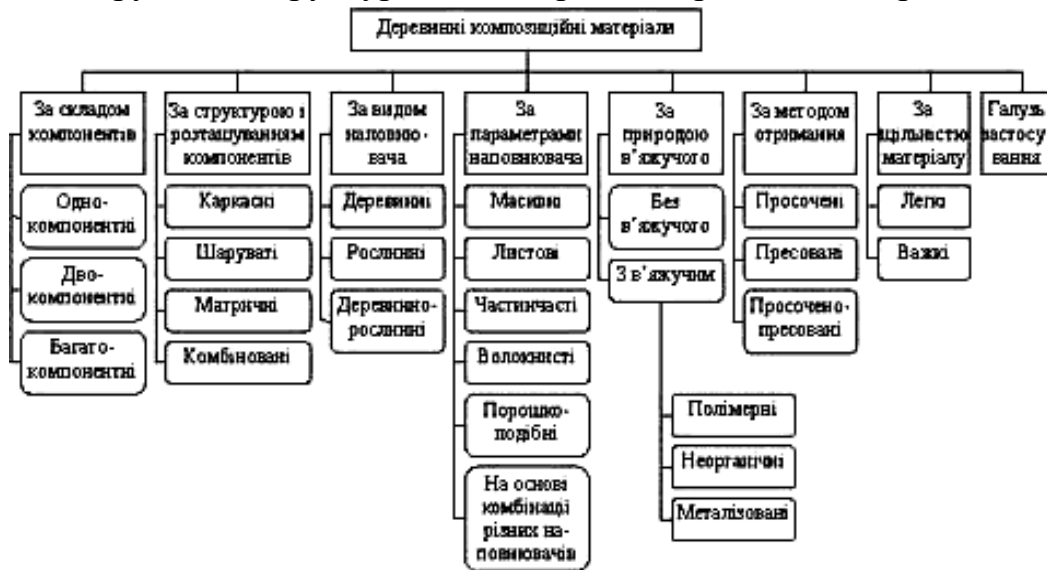 Деревинні композиційні матеріали
За складом
компонентів
Одно-
компонентні
Дво-
компонентні
Багато-
компонентні
За структурою і
розташуванням
компонентів
Каркасні
Шаруваті
Матричні
Комбіновані
За видом
наповню-
вача
Деревинні
Рослинні
Деревинно-
рослинні
За
параметрами
наповнювача
Масивні
Листові
Частинчасті
Волокнисті
Порошко-
подібні
На основі
комбінації
різних на-
повнювачів
За
природою
в'яжучого
Без
в'яжучого
З в'яжучим
Полімерні
Неорганічні
Металізовані
За методом
отримання
Просочені
Пресовані
Просочено-
пресовані
За
щільністю
матеріалу
Легкі
Важкі
Галузь
застосу-
вання